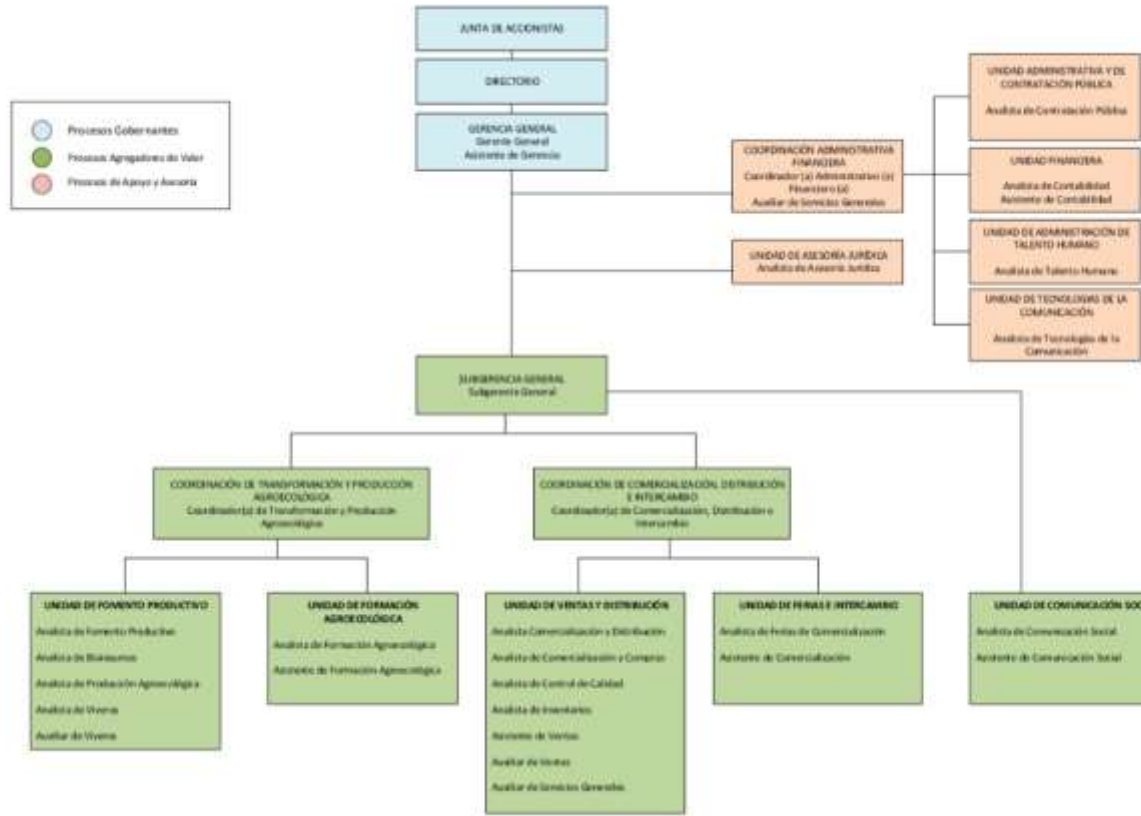 JUNTA DE ACCIONISTAS
DIRECTORIO
GERENCIA GENERAL
Gerente General
Asistente de Gerencia
Procesos Gobernantes
Procesos Agregadores de Valor
Procesos de Apoyo y Asesoría
COORDINACIÓN ADMINISTRATIVA
FINANCIERA
Coordinador (a) Administrativo (a)
Financiero (a)
Auxiliar de Servicios Generales
UNIDAD ADMINISTRATIVA Y DE
CONTRATACIÓN PÚBLICA
Analista de Contratación Pública
UNIDAD FINANCIERA
Analista de Contabilidad
Asistente de Contabilidad
UNIDAD DE ADMINISTRACIÓN DE
TALENTO HUMANO
Analista de Talento Humano
UNIDAD DE TECNOLOGÍAS DE LA
COMUNICACIÓN
Analista de Tecnologías de la
Comunicación
UNIDAD DE ASESORÍA JURÍDICA
Analista de Asesoría Jurídica
SUBGERENCIA GENERAL
Subgerente General
COORDINACIÓN DE TRANSFORMACIÓN Y PRODUCCIÓN
AGROECOLÓGICA
Coordinador(a) de Transformación y Producción
Agroecológica
COORDINACIÓN DE COMERCIALIZACIÓN, DISTRIBUCIÓN
E INTERCAMBIO
Coordinador(a) de Comercialización, Distribución e
Intercambio
UNIDAD DE FOMENTO PRODUCTIVO
Analista de Fomento Productivo
Analista de Bioinsumos
Analista de Producción Agroecológica
Analista de Viveros
Auxiliar de Viveros
UNIDAD DE FORMACIÓN
AGROECOLÓGICA
Analista de Formación Agroecológica
Asistente de Formación Agroecológica
UNIDAD DE VENTAS Y DISTRIBUCIÓN
Analista Comercialización y Distribución
Analista de Comercialización y Compras
Analista de Control de Calidad
Analista de Inventarios
Asistente de Ventas
Auxiliar de Ventas
Auxiliar de Servicios Generales
UNIDAD DE FERIAS E INTERCAMBIO
Analista de Ferias de Comercialización
Asistente de Comercialización
UNIDAD DE COMUNICACIÓN SOC
Analista de Comunicación Social
Asistente de Comunicación Social